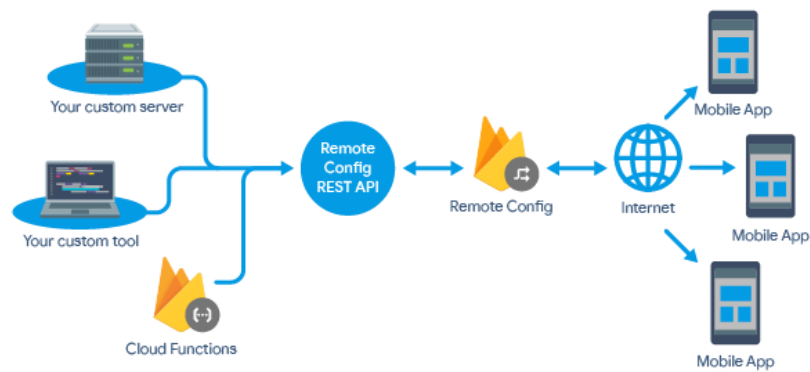 Your custom server
Your custom tool
Cloud Functions
Remote
Config
REST API
Remote Config
Internet
Mobile App
Mobile App
Mobile App